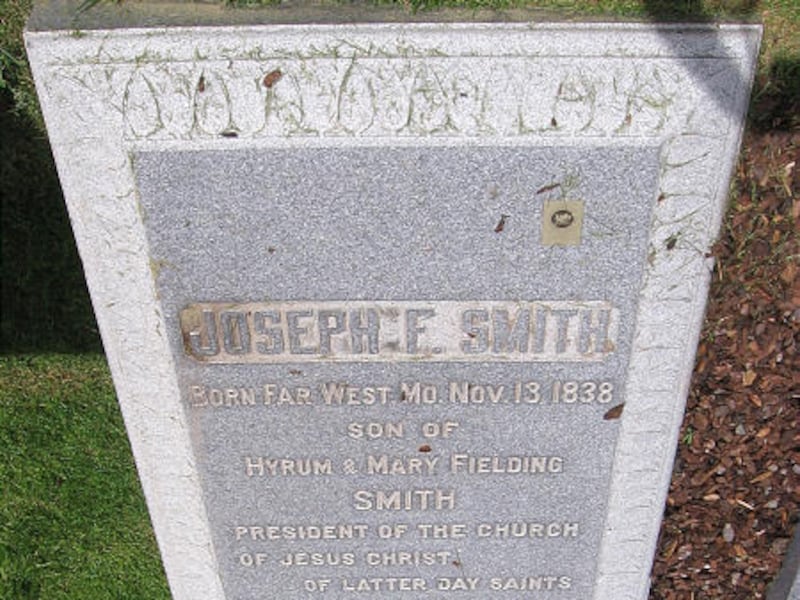 JOSEPH F. SMITH
BORN FAR WEST MO. NOV. 13 1838
SON OF
HYRUM & MARY FIELDING
SMITH
PRESIDENT OF THE CHURCH
OF JESUS CHRIST
OF LATTER DAY SAINTS